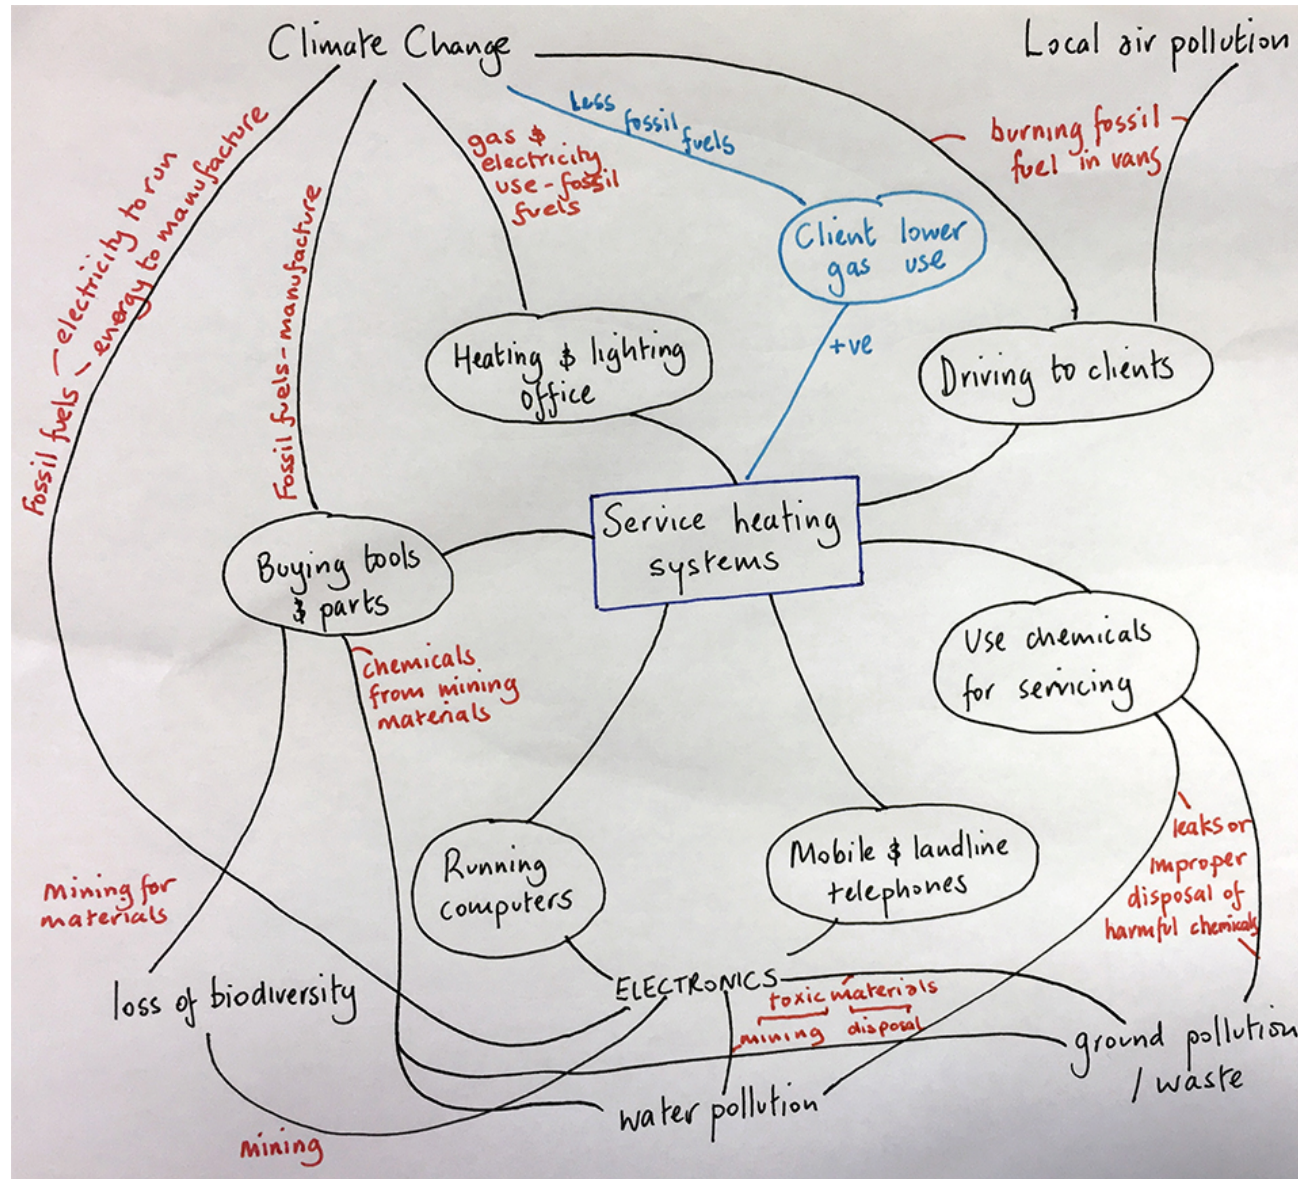 Climate Change
Local air pollution
Less fossil fuels
gas & electricity
use - fossil
fuels
burning fossil
fuel in vans
Fossil fuels
electricity to run
energy to manufacture
Fossil fuels - manufacture
Client lower
gas use
+ve
Heating & lighting
office
Driving to clients
Service heating
systems
Buying tools
& parts
chemicals
from mining
materials
Use chemicals
for servicing
leaks or
improper
disposal of
harmful chemicals
Running
computers
Mobile & landline
telephones
Mining for
materials
loss of biodiversity
ELECTRONICS
toxic materials
mining disposal
ground pollution
/ waste
water pollution
mining